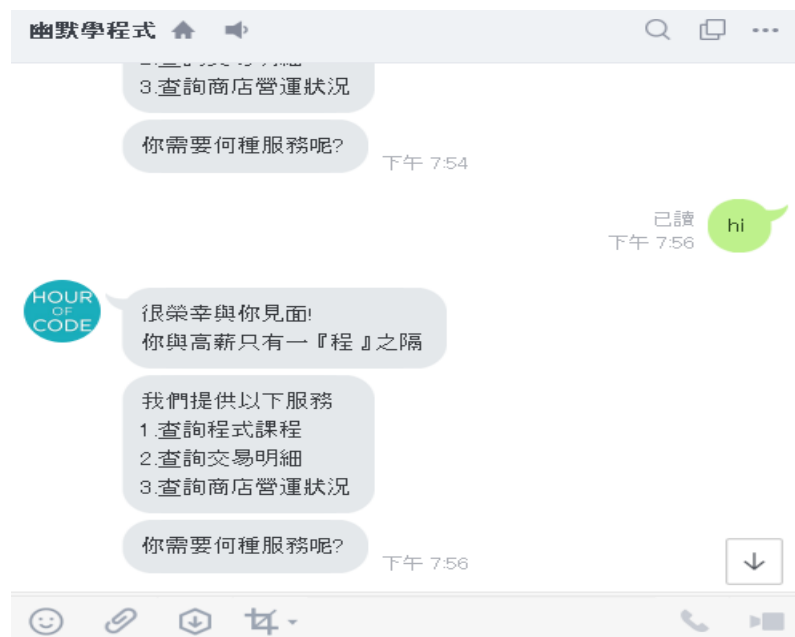 幽默學程式
3.查詢商店營運狀況
你需要何種服務呢?
下午 7:54
已讀
下午 7:56
hi
HOUR
OF
CODE
很榮幸與你見面!
你與高薪只有一『程』之隔
我們提供以下服務
1.查詢程式課程
2.查詢交易明細
3.查詢商店營運狀況
你需要何種服務呢?
下午 7:56